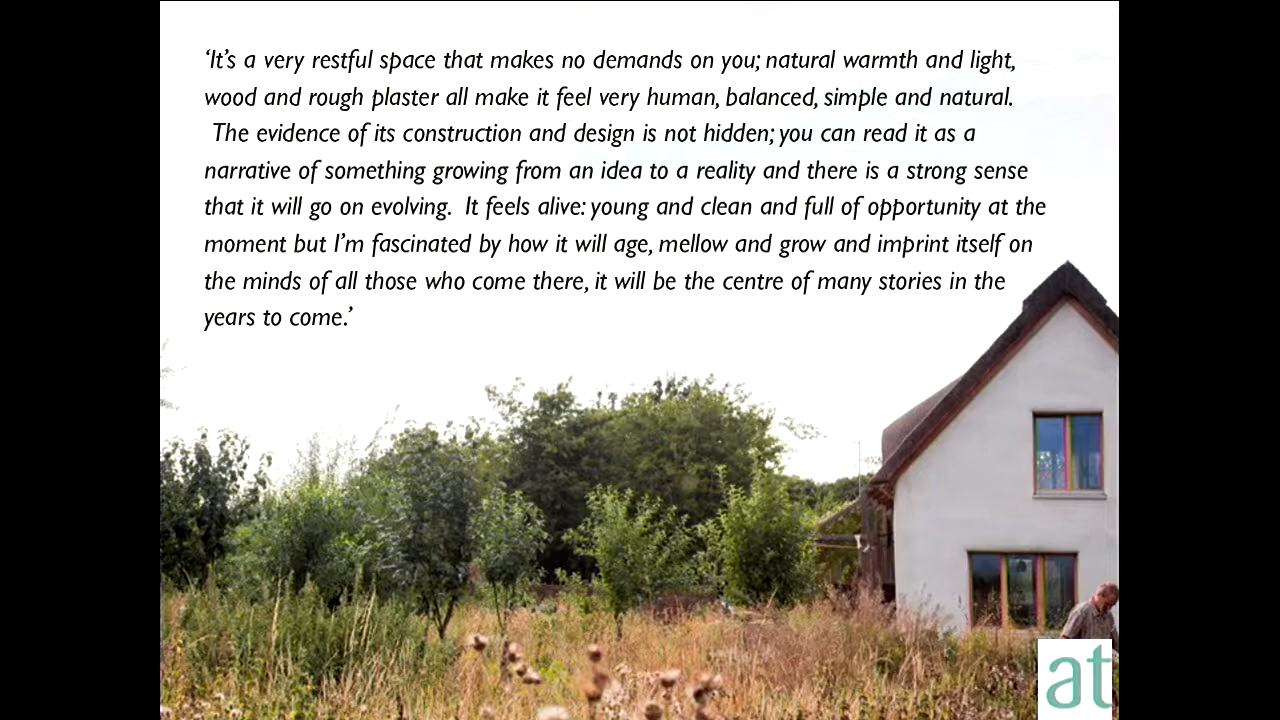 ‘It’s a very restful space that makes no demands on you; natural warmth and light,
wood and rough plaster all make it feel very human, balanced, simple and natural.
The evidence of its construction and design is not hidden; you can read it as a
narrative of something growing from an idea to a reality and there is a strong sense
that it will go on evolving.  It feels alive: young and clean and full of opportunity at the
moment but I’m fascinated by how it will age, mellow and grow and imprint itself on
the minds of all those who come there, it will be the centre of many stories in the
years to come.’
at